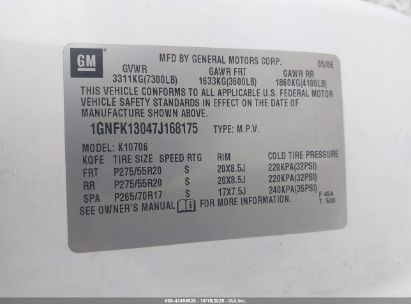 GM
MFD BY GENERAL MOTORS CORP.
05/06
GVWR GAWR FRT GAWR RR
3311KG(7300LB) 1633KG(3600LB) 1860KG(4100LB)
THIS VEHICLE CONFORMS TO ALL APPLICABLE U.S. FEDERAL MOTOR
VEHICLE SAFETY STANDARDS IN EFFECT ON THE DATE OF
MANUFACTURE SHOWN ABOVE.
1GNFK13047J168175 TYPE: M.P.V.
MODEL: K10706
KQFE TIRE SIZE SPEED RTG RIM COLD TIRE PRESSURE
FRT P275/55R20 S 20X8.5J 220KPA(32PSI)
RR P275/55R20 S 20X8.5J 220KPA(32PSI)
SPA P265/70R17 S 17X7.5J 240KPA(35PSI)
SEE OWNER'S MANUAL FOR MORE INFORMATION.
F 454